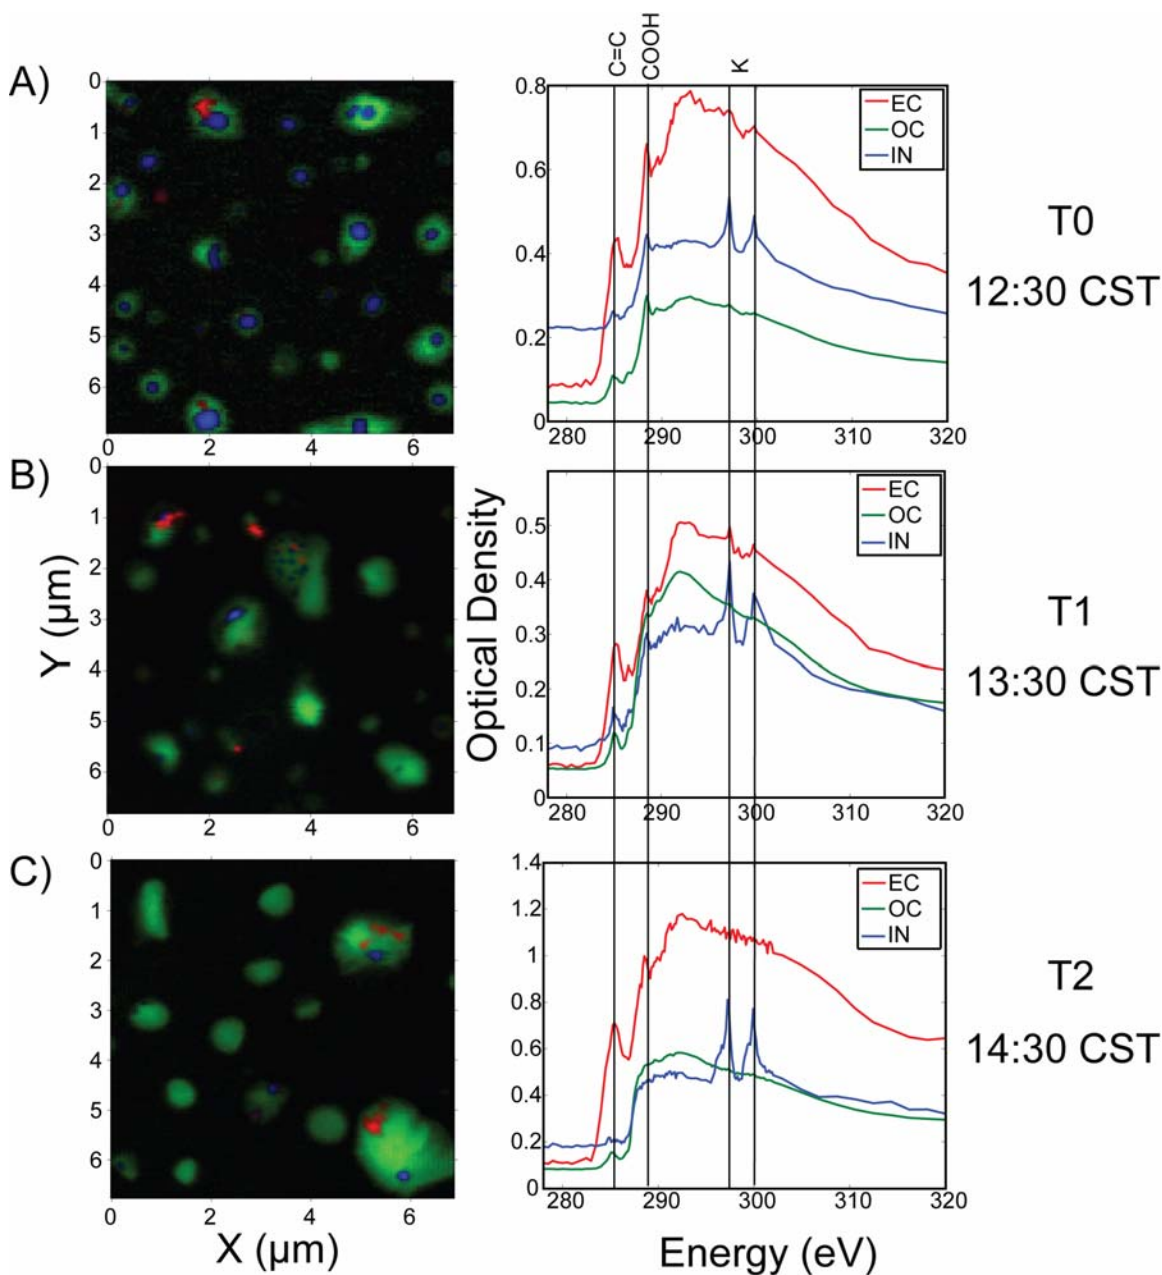 C=C
COOH
K
A)
0
1
2
3
4
5
6
0 2 4 6
0.8
0.6
0.4
0.2
0
280 290 300 310 320
EC
OC
IN
T0
12:30 CST
B)
0
1
2
3
4
5
6
0 2 4 6
Y (µm)
Optical Density
0.5
0.4
0.3
0.2
0.1
0
280 290 300 310 320
EC
OC
IN
T1
13:30 CST
C)
0
1
2
3
4
5
6
0 2 4 6
X (µm)
1.4
1.2
1
0.8
0.6
0.4
0.2
0
280 290 300 310 320
EC
OC
IN
Energy (eV)
T2
14:30 CST